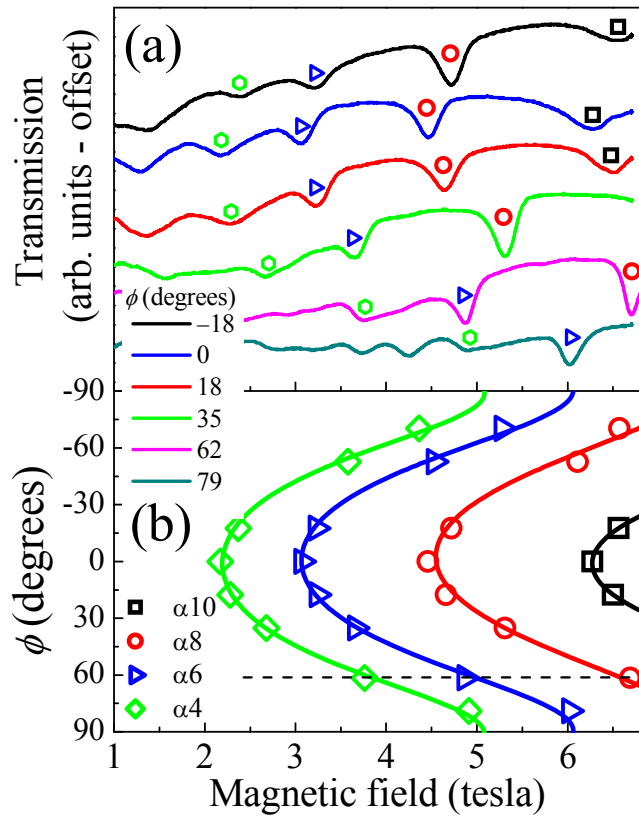 (a)
Transmission
(arb. units - offset)
ϕ (degrees)
–18
0
18
35
62
79
-90
-60
-30
0
30
60
90
ϕ (degrees)
(b)
α10
α8
α6
α4
1 2 3 4 5 6
Magnetic field (tesla)